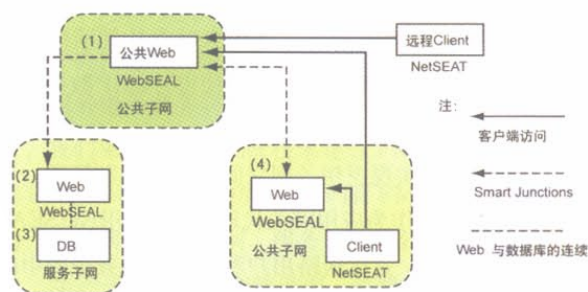 (1)
公共Web
WebSEAL
公共子网
远程Client
NetSEAT
注:
客户端访问
Smart Junctions
Web 与数据库的连续
(2)
Web
WebSEAL
(3)
DB
服务子网
(4)
Web
WebSEAL
公共子网
Client
NetSEAT